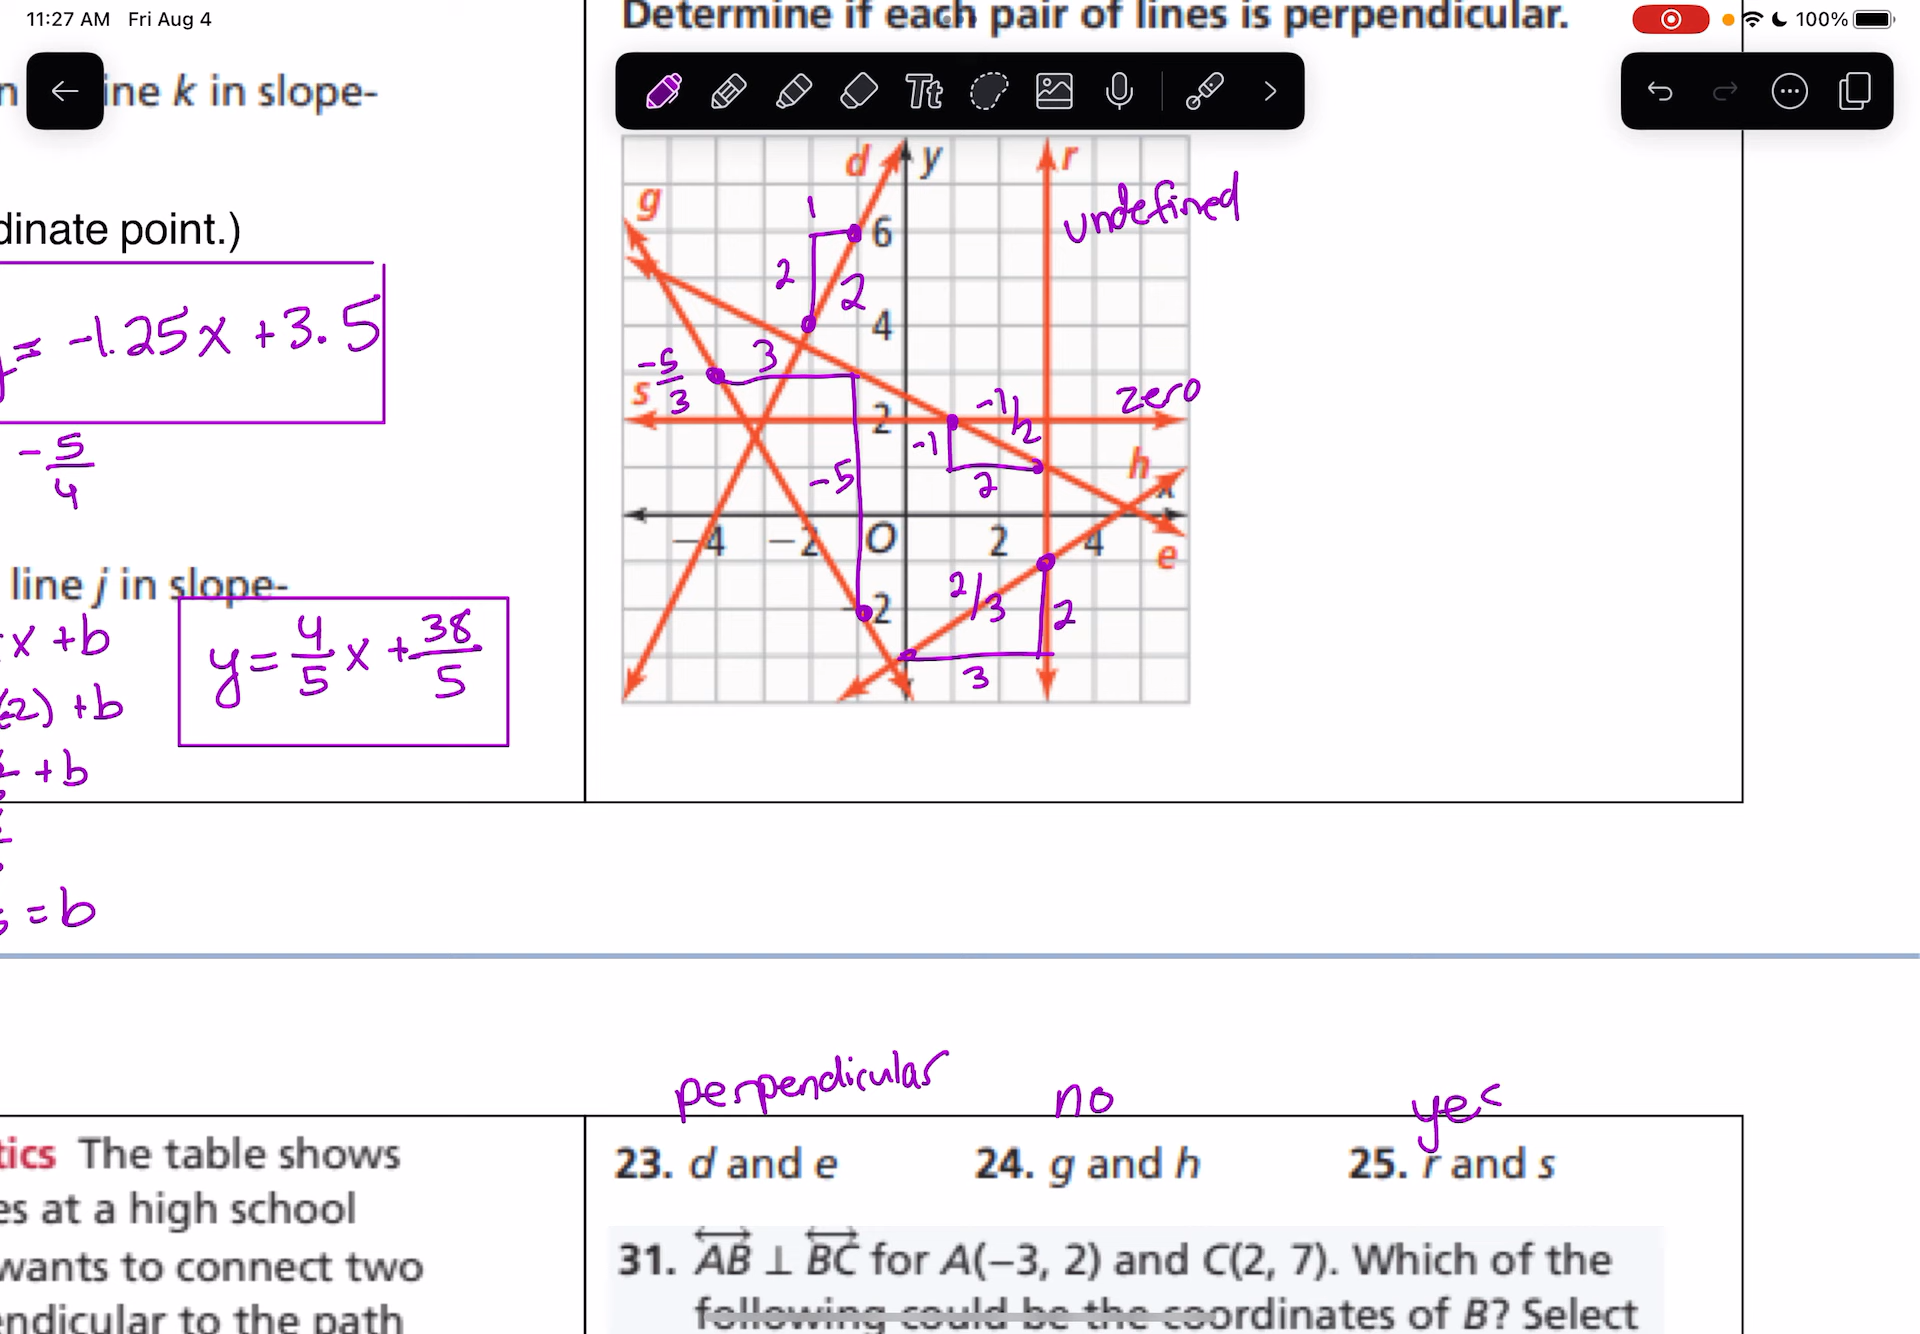 11:27 AM Fri Aug 4
100%
Determine if each pair of lines is perpendicular.
ine k in slope-
Tt
dinate point.)
= -1.25x + 3.5
-5/4
line j in slope-
x + b
y = 4/5 x + 38/5
2) + b
+ b
= b
d y r
g
undefined
1
6
2 2
4
3
-5/3
s
zero
2
-1/2
-1
h
2
-5
x
-4 -2 O 2 4
e
2/3
-2
2
3
perpendicular no yes
tics The table shows
es at a high school
wants to connect two
endicular to the path
23. d and e 24. g and h 25. r and s
31. AB ⊥ BC for A(−3, 2) and C(2, 7). Which of the
following could be the coordinates of B? Select